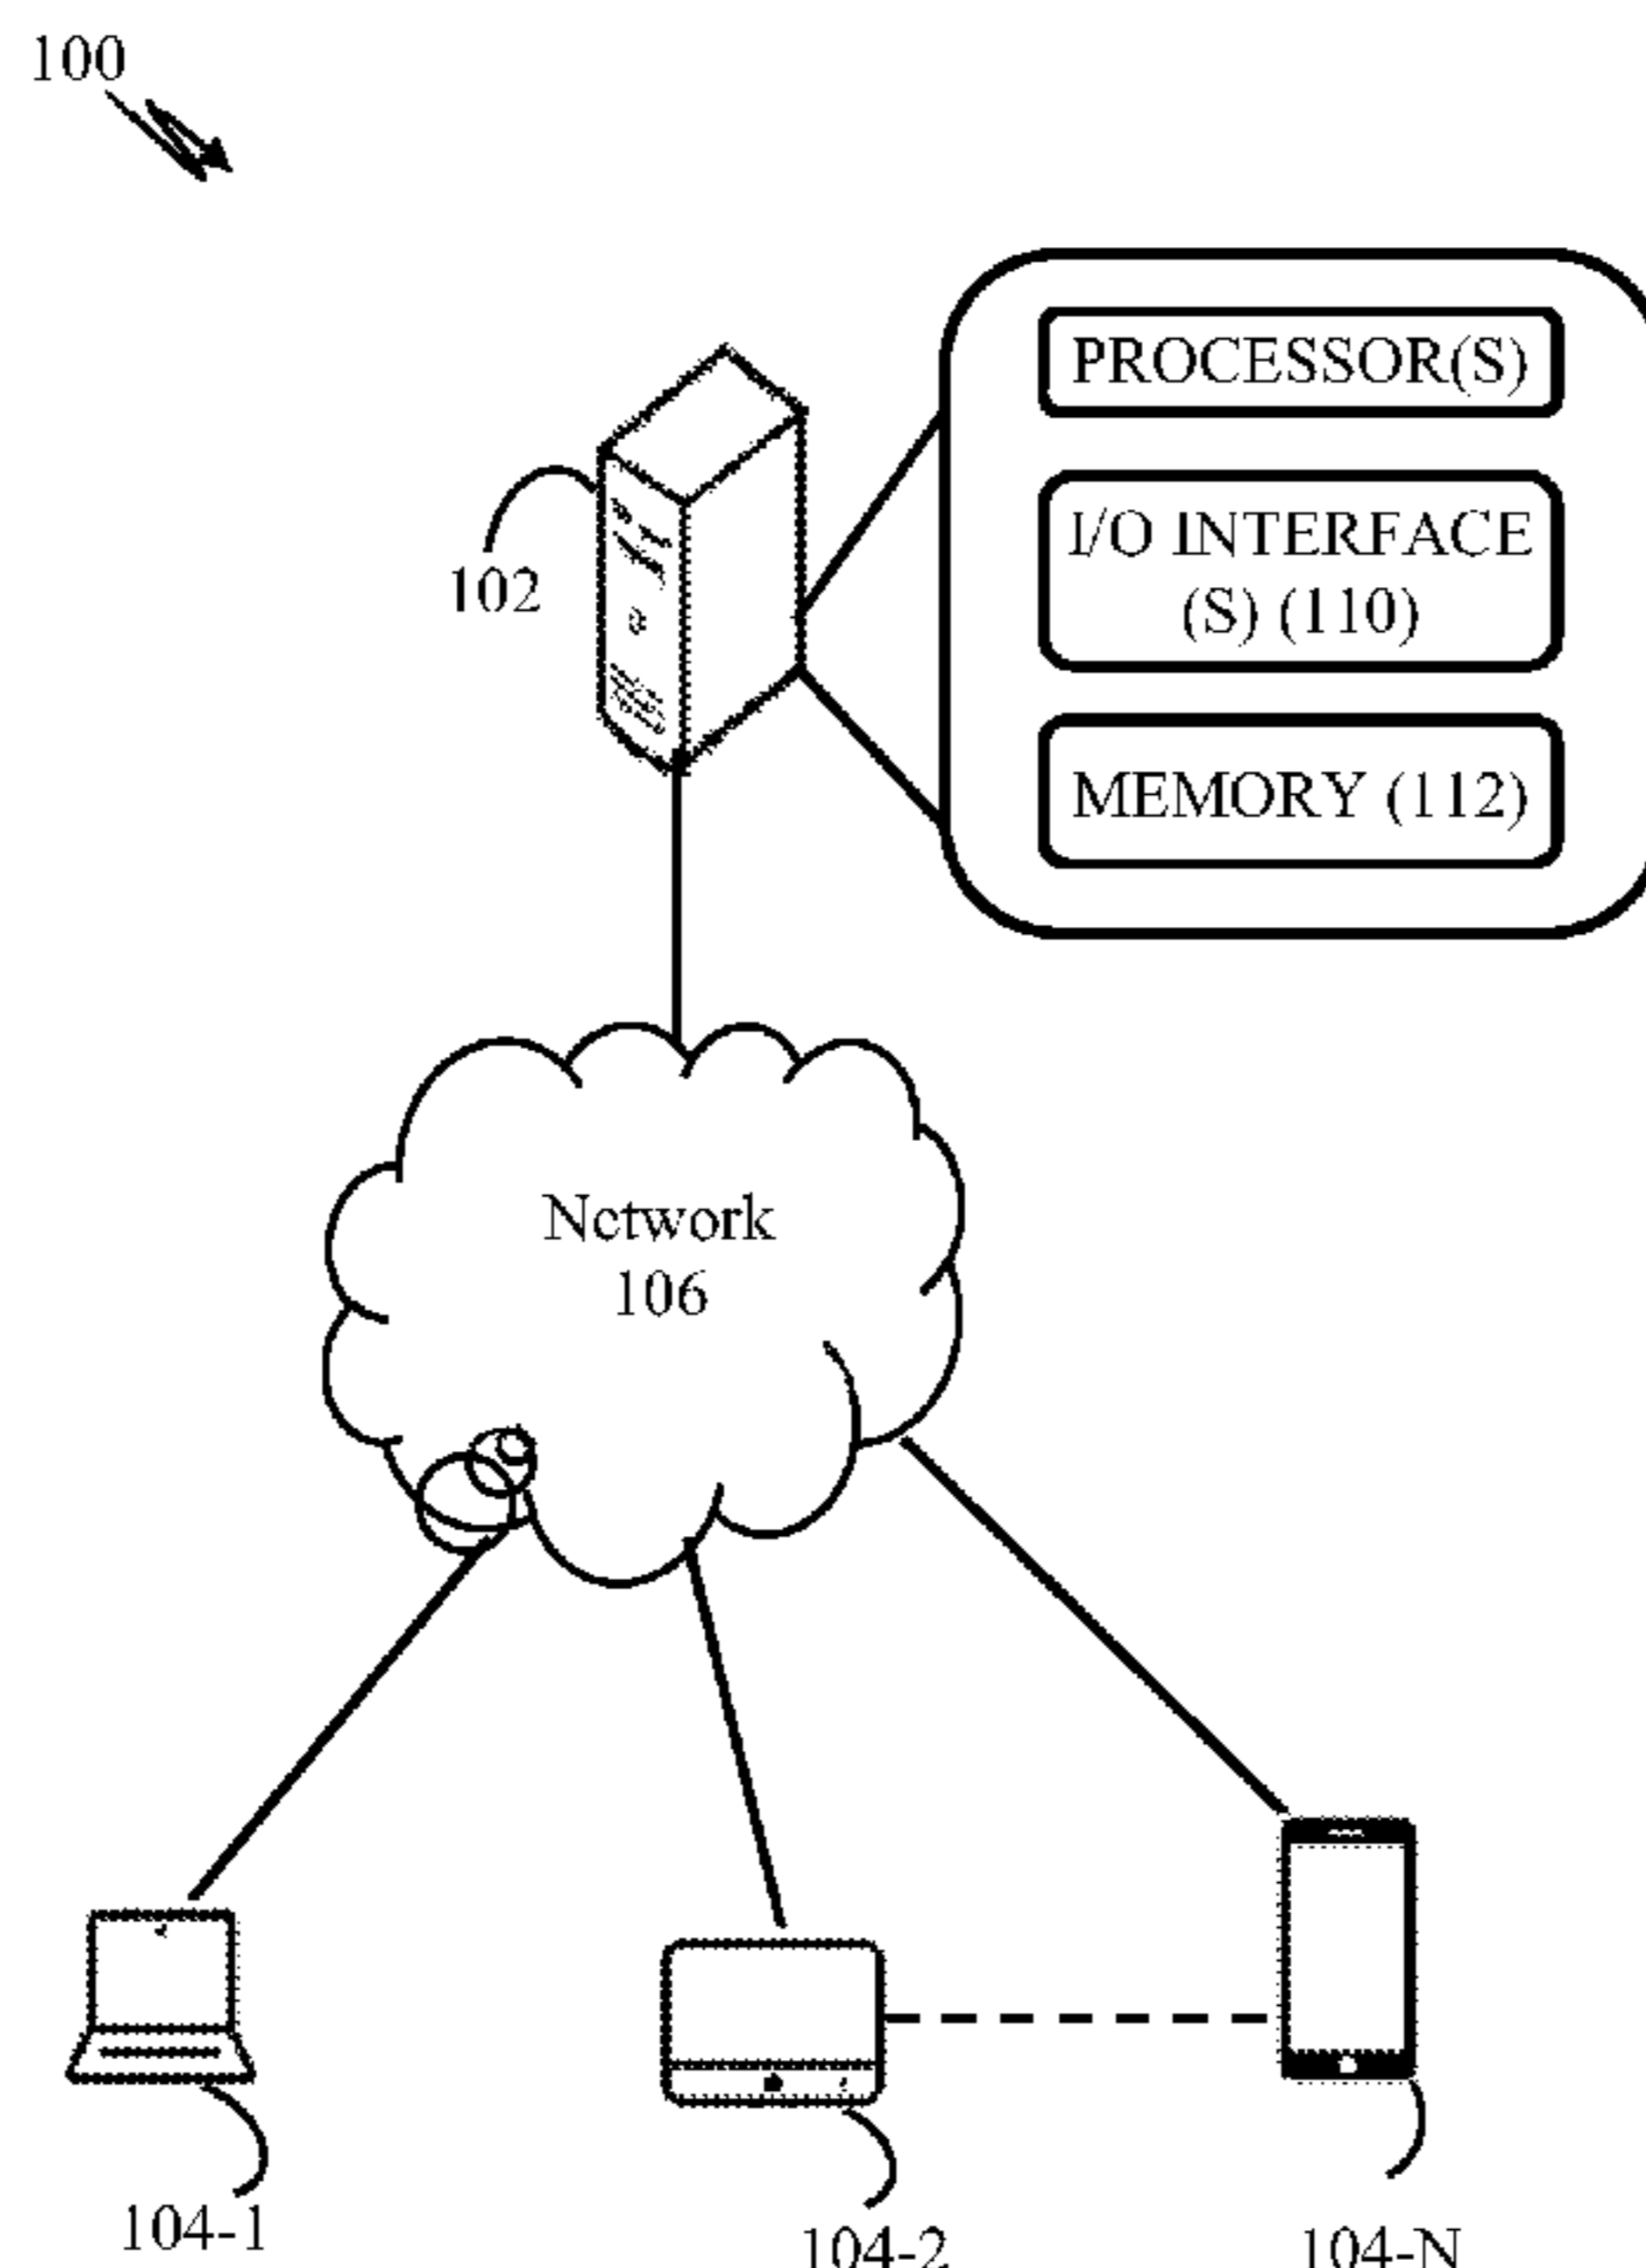 100
PROCESSOR(S)
I/O INTERFACE
(S) (110)
102
MEMORY (112)
Network
106
104-1
104-2
104-N